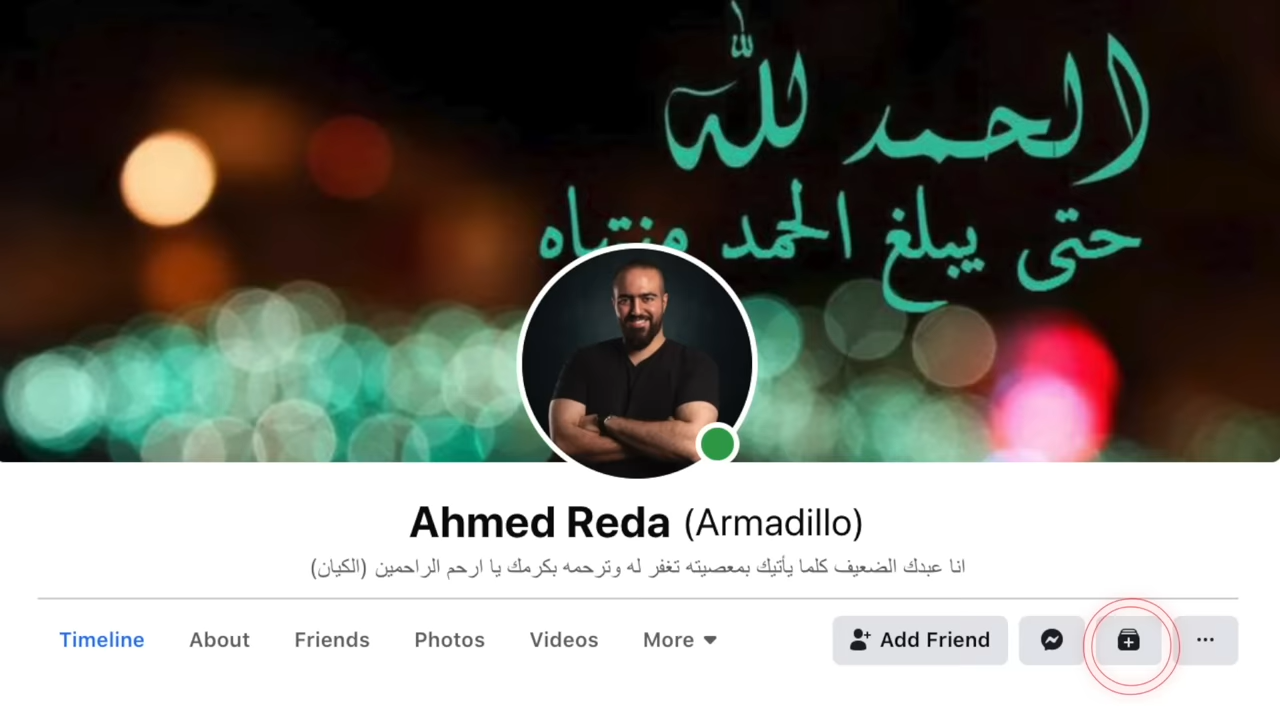 الحمد لله
حتى يبلغ الحمد منتهاه
Ahmed Reda (Armadillo)
انا عبدك الضعيف كلما يأتيك بمعصيته تغفر له وترحمه بكرمك يا ارحم الراحمين (الكيان)
Timeline About Friends Photos Videos More Add Friend